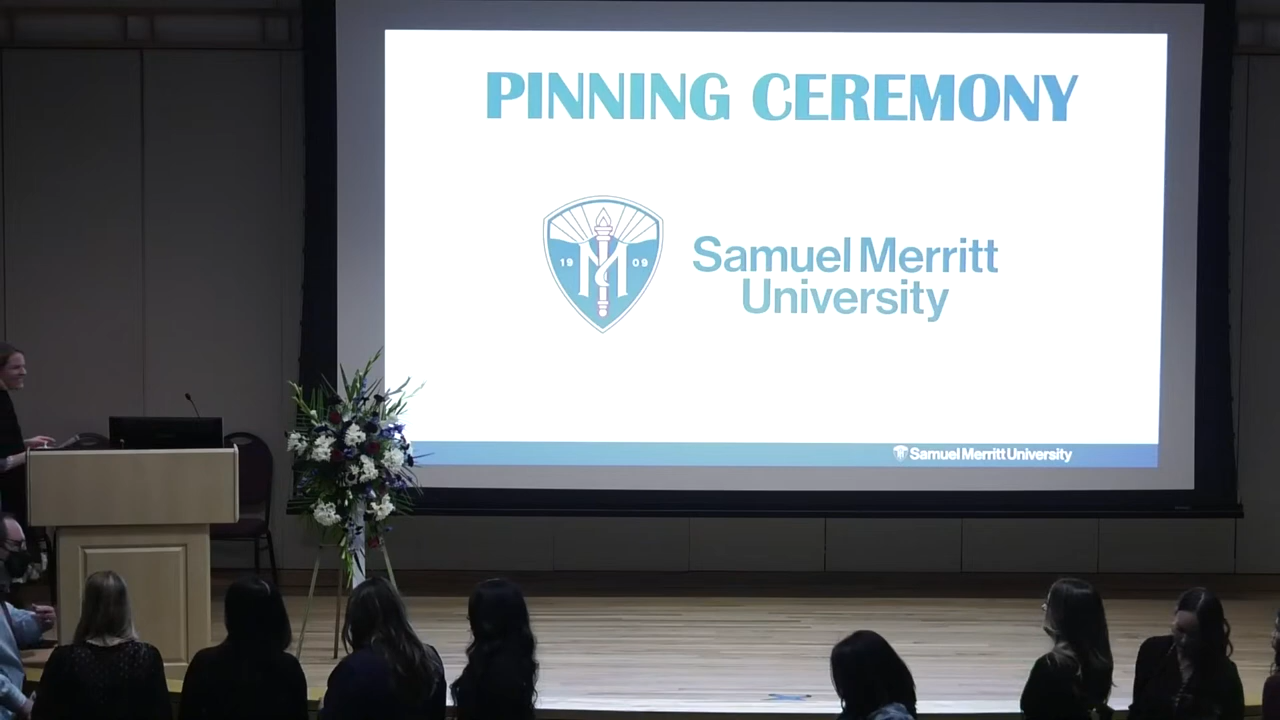 PINNING CEREMONY
19 M 09
Samuel Merritt
University
Samuel Merritt University